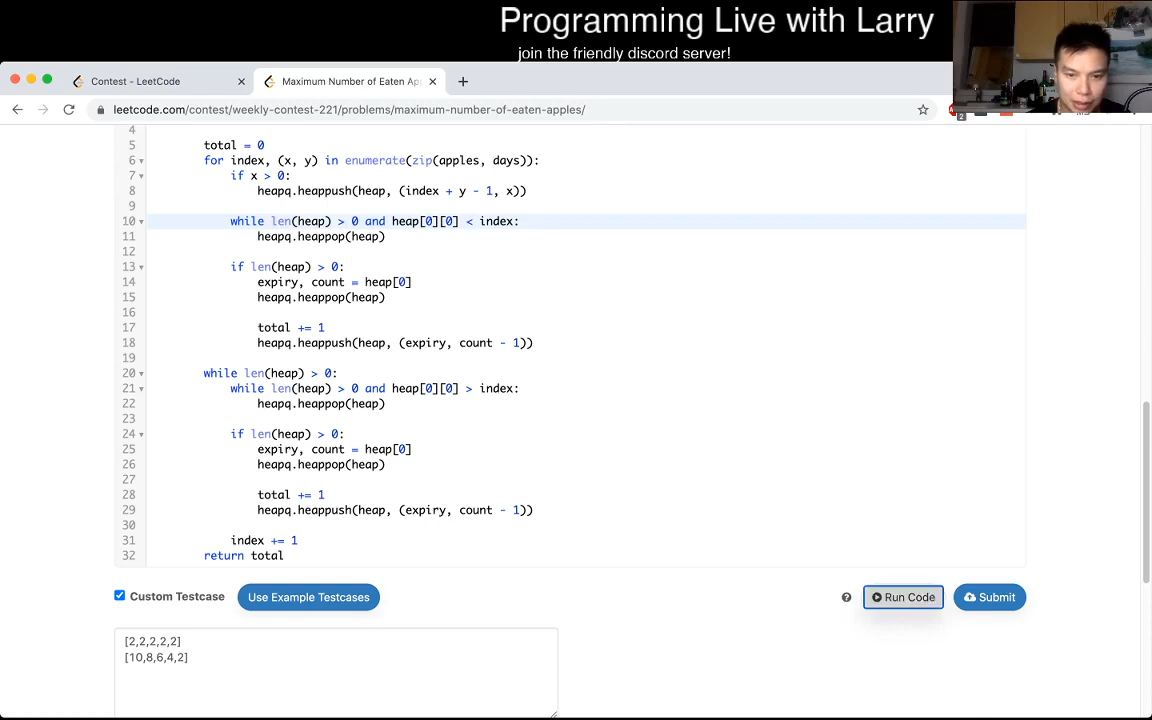 Programming Live with Larry
join the friendly discord server!
Contest - LeetCode
Maximum Number of Eaten Ap
leetcode.com/contest/weekly-contest-221/problems/maximum-number-of-eaten-apples/
2
4
5 total = 0
6 for index, (x, y) in enumerate(zip(apples, days)):
7 if x > 0:
8 heapq.heappush(heap, (index + y - 1, x))
9
10 while len(heap) > 0 and heap[0][0] < index:
11 heapq.heappop(heap)
12
13 if len(heap) > 0:
14 expiry, count = heap[0]
15 heapq.heappop(heap)
16
17 total += 1
18 heapq.heappush(heap, (expiry, count - 1))
19
20 while len(heap) > 0:
21 while len(heap) > 0 and heap[0][0] > index:
22 heapq.heappop(heap)
23
24 if len(heap) > 0:
25 expiry, count = heap[0]
26 heapq.heappop(heap)
27
28 total += 1
29 heapq.heappush(heap, (expiry, count - 1))
30
31 index += 1
32 return total
Custom Testcase
Use Example Testcases
? Run Code
Submit
[2,2,2,2,2]
[10,8,6,4,2]